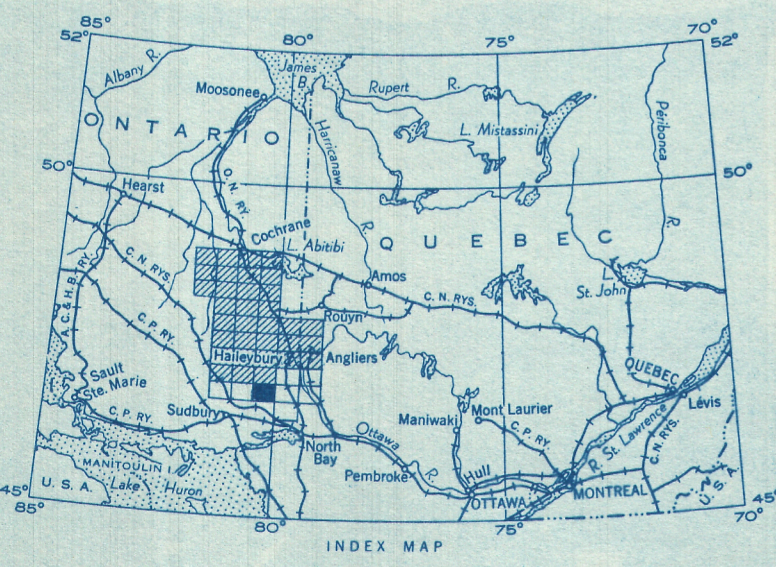 85°
52°
80°
75°
70°
52°
Albany R.
James
B.
Moosonee
Rupert R.
L. Mistassini
Péribonca
R.
ONTARIO
Harricanaw
R.
50°
50°
Hearst
O. N. RY.
Cochrane
L. Abitibi
QUEBEC
C. N. RYS.
Amos
L.
St. John
A. C. & H. B. RY.
C. N. RYS.
C. P. RY.
Rouyn
Haileybury
Angliers
QUEBEC
Sault
Ste. Marie
Lévis
C. P. RY.
Sudbury
Maniwaki
Mont Laurier
C. P. RY.
R. St. Lawrence
C. N. RYS.
North
Bay
Ottawa
R.
MANITOULIN I.
Pembroke
Hull
U. S. A.
Lake Huron
OTTAWA
MONTREAL
U. S. A.
45°
85°
80°
75°
70°
45°
INDEX MAP